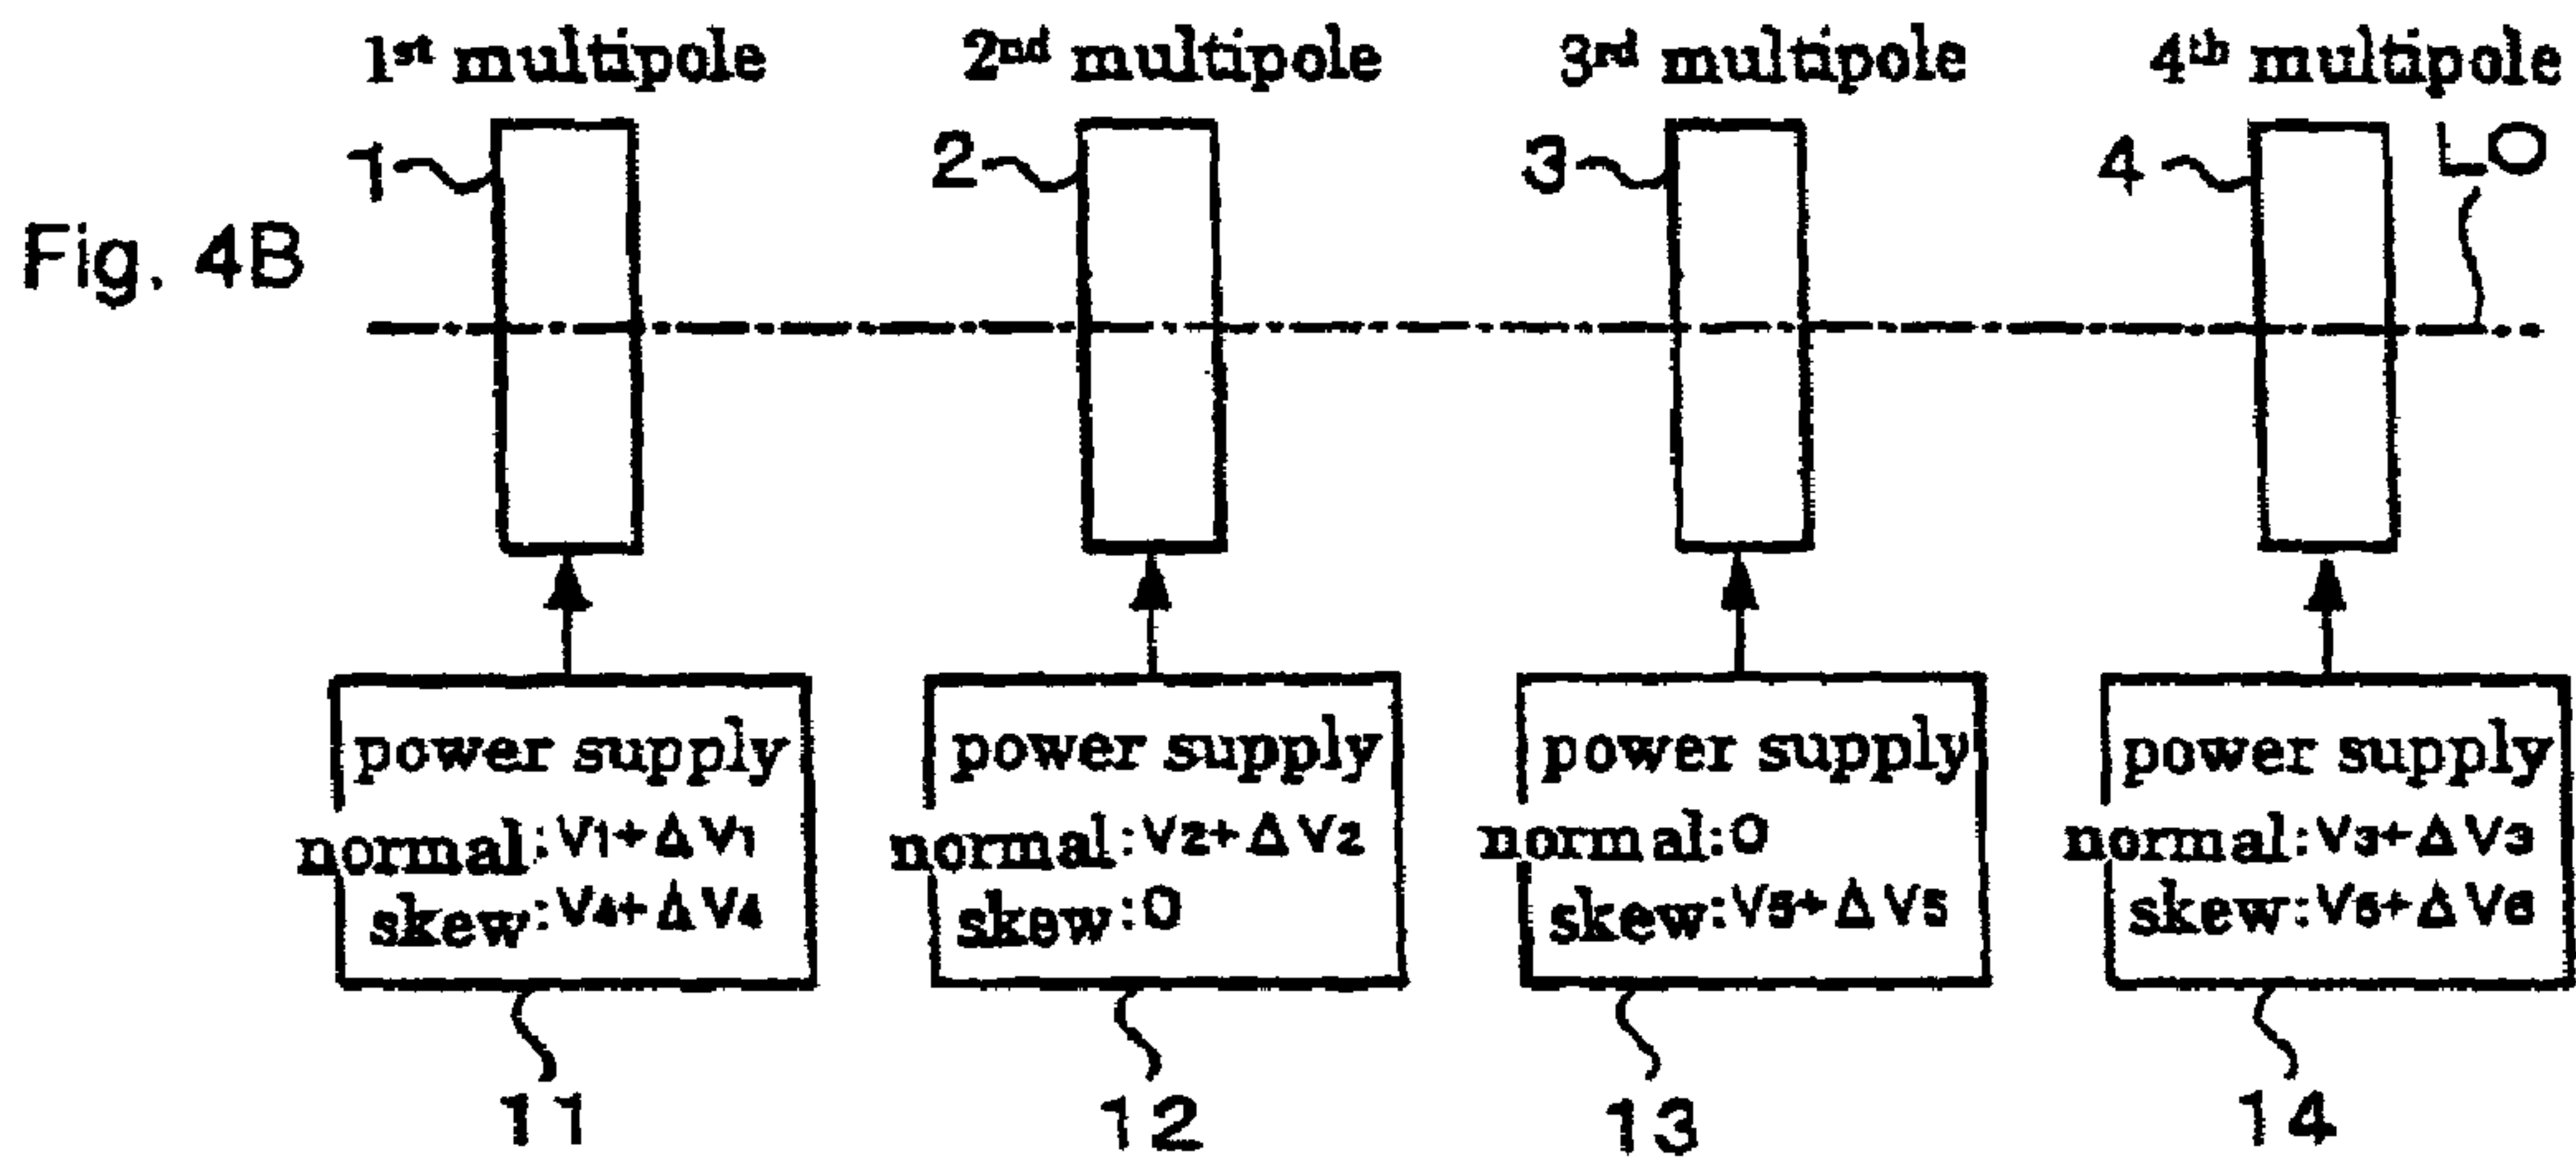 1st multipole
2nd multipole
3rd multipole
4th multipole
1
2
3
4
LO
Fig. 4B
power supply
normal:V1+ΔV1
skew:V4+ΔV4
power supply
normal:V2+ΔV2
skew:0
power supply
normal:0
skew:V5+ΔV5
power supply
normal:V3+ΔV3
skew:V6+ΔV6
11
12
13
14